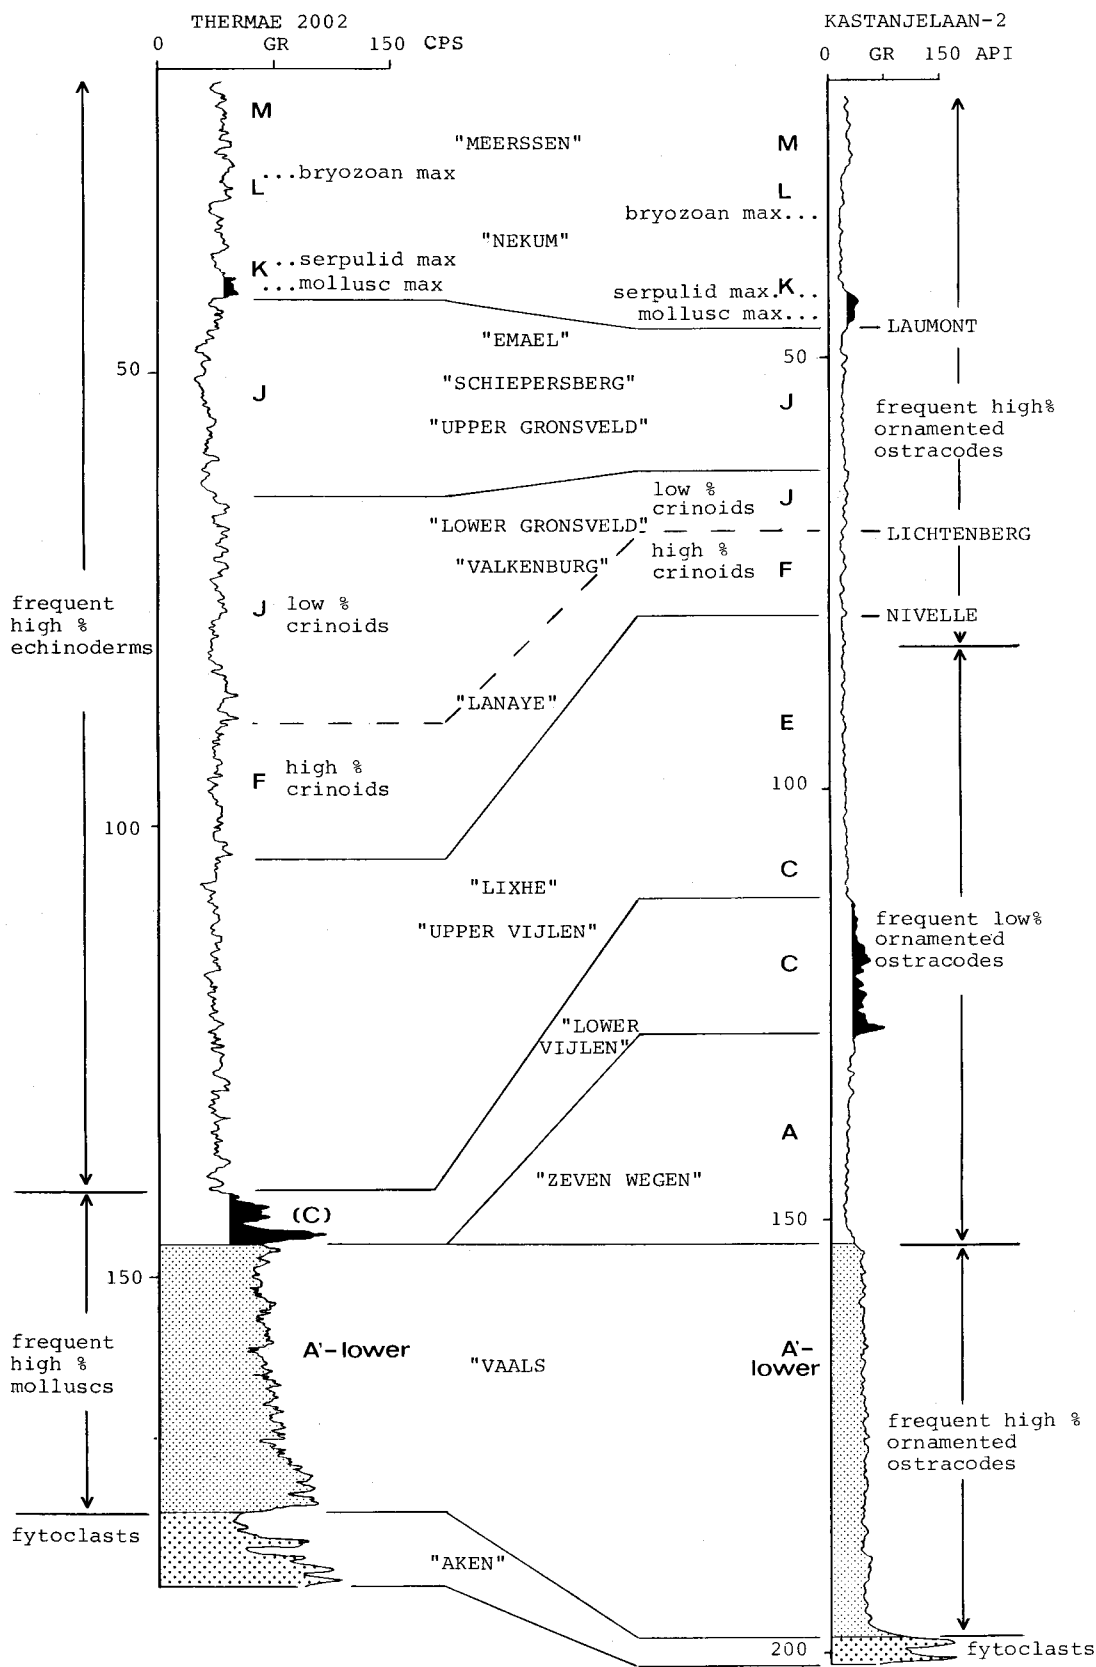 THERMAE 2002
0 GR 150 CPS
KASTANJELAAN-2
0 GR 150 API
M
"MEERSSEN"
M
...bryozoan max
L
L
bryozoan max...
"NEKUM"
K ...serpulid max
...mollusc max
serpulid max. K ..
mollusc max...
LAUMONT
"EMAEL"
50
50
"SCHIEPERSBERG"
J
J
"UPPER GRONSVELD"
frequent high%
ornamented
ostracodes
low %
crinoids
J
"LOWER GRONSVELD"
LICHTENBERG
"VALKENBURG"
high %
crinoids
F
frequent
high %
echinoderms
J
low %
crinoids
NIVELLE
"LANAYE"
E
F
high %
crinoids
100
100
"LIXHE"
C
"UPPER VIJLEN"
frequent low%
ornamented
ostracodes
C
"LOWER
VIJLEN"
A
"ZEVEN WEGEN"
(C)
150
150
frequent
high %
molluscs
A'-lower
"VAALS
A'-
lower
frequent high %
ornamented
ostracodes
fytoclasts
"AKEN"
200
fytoclasts